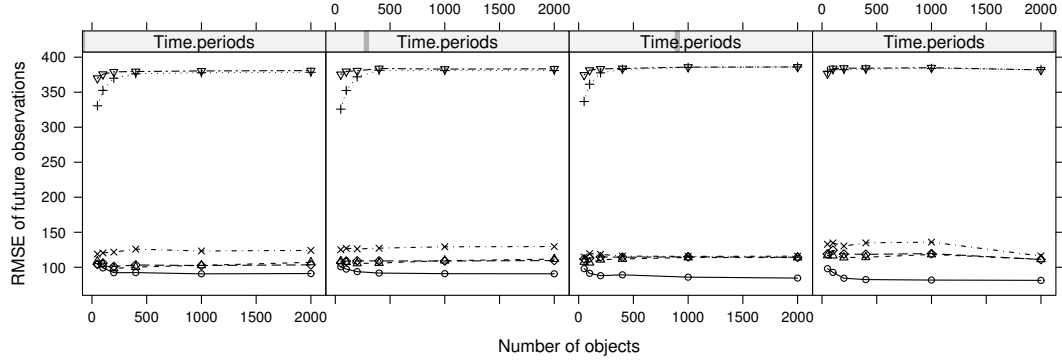 0 500 1000 1500 2000 0 500 1000 1500 2000
Time.periods Time.periods Time.periods Time.periods
400
350
300
250
200
150
100
RMSE of future observations
0 500 1000 1500 2000 0 500 1000 1500 2000
Number of objects